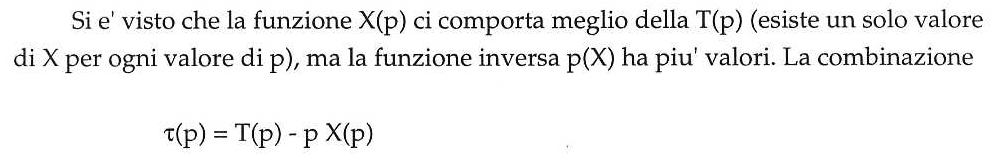 Si e' visto che la funzione X(p) ci comporta meglio della T(p) (esiste un solo valore
di X per ogni valore di p), ma la funzione inversa p(X) ha piu' valori. La combinazione
τ(p) = T(p) - p X(p)